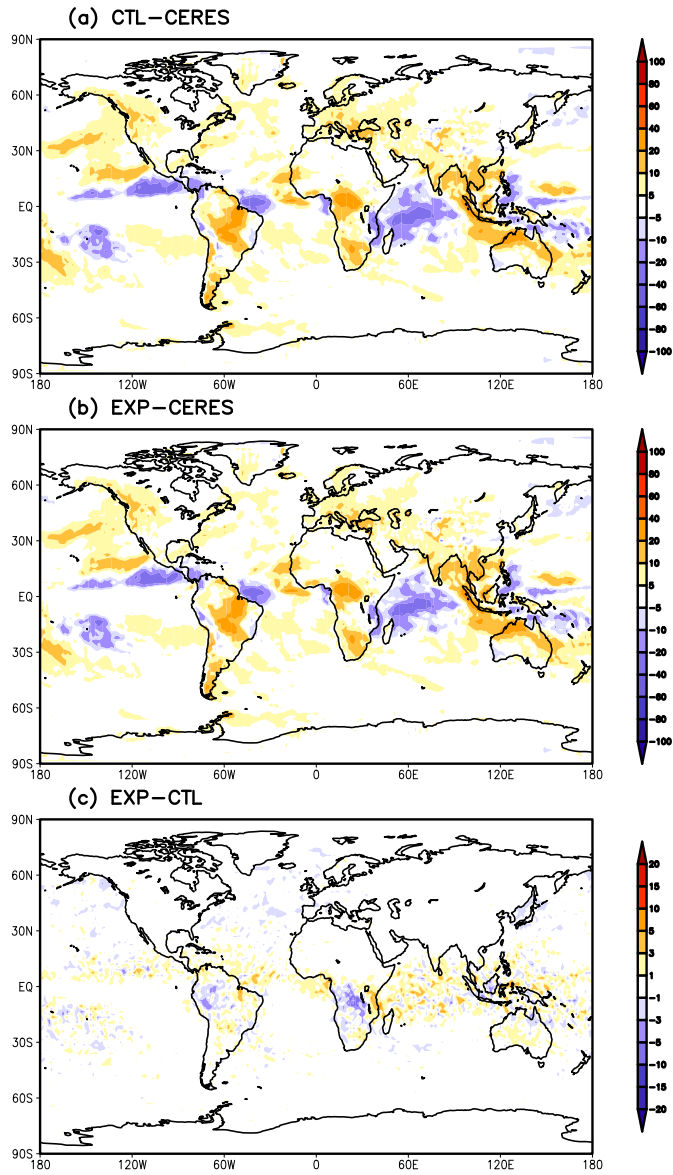 (a) CTL−CERES
90N
60N
30N
EQ
30S
60S
90S
180 120W 60W 0 60E 120E 180
100
80
60
40
20
10
5
−5
−10
−20
−40
−60
−80
−100
(b) EXP−CERES
90N
60N
30N
EQ
30S
60S
90S
180 120W 60W 0 60E 120E 180
100
80
60
40
20
10
5
−5
−10
−20
−40
−60
−80
−100
(c) EXP−CTL
90N
60N
30N
EQ
30S
60S
90S
180 120W 60W 0 60E 120E 180
20
15
10
5
3
1
−1
−3
−5
−10
−15
−20